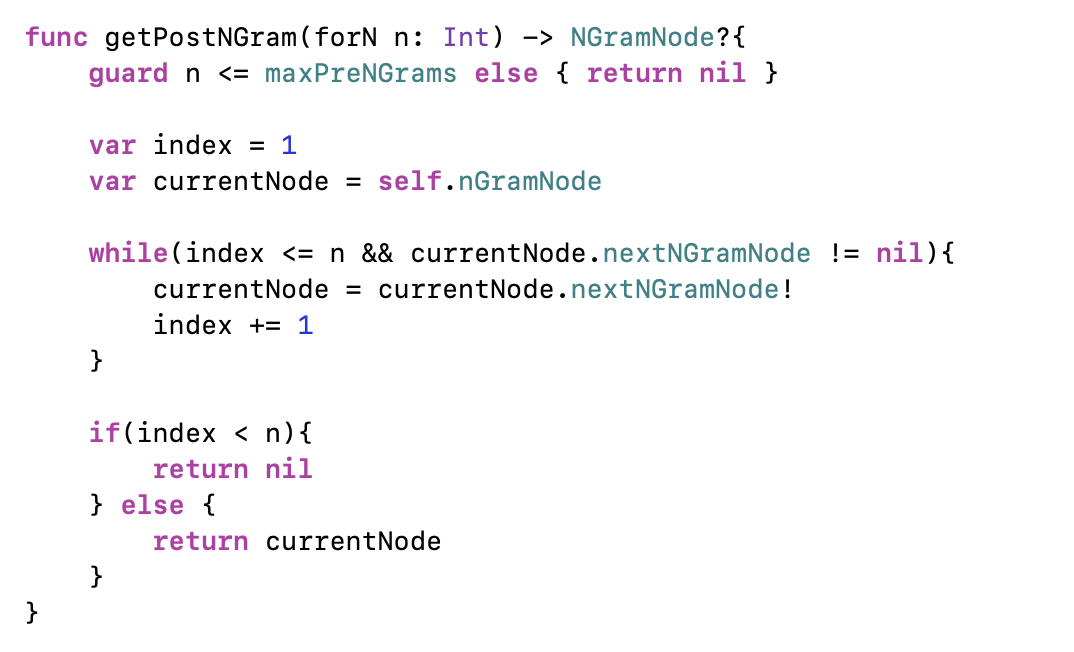 func getPostNGram(forN n: Int) -> NGramNode?{
    guard n <= maxPreNGrams else { return nil }

    var index = 1
    var currentNode = self.nGramNode

    while(index <= n && currentNode.nextNGramNode != nil){
        currentNode = currentNode.nextNGramNode!
        index += 1
    }

    if(index < n){
        return nil
    } else {
        return currentNode
    }
}